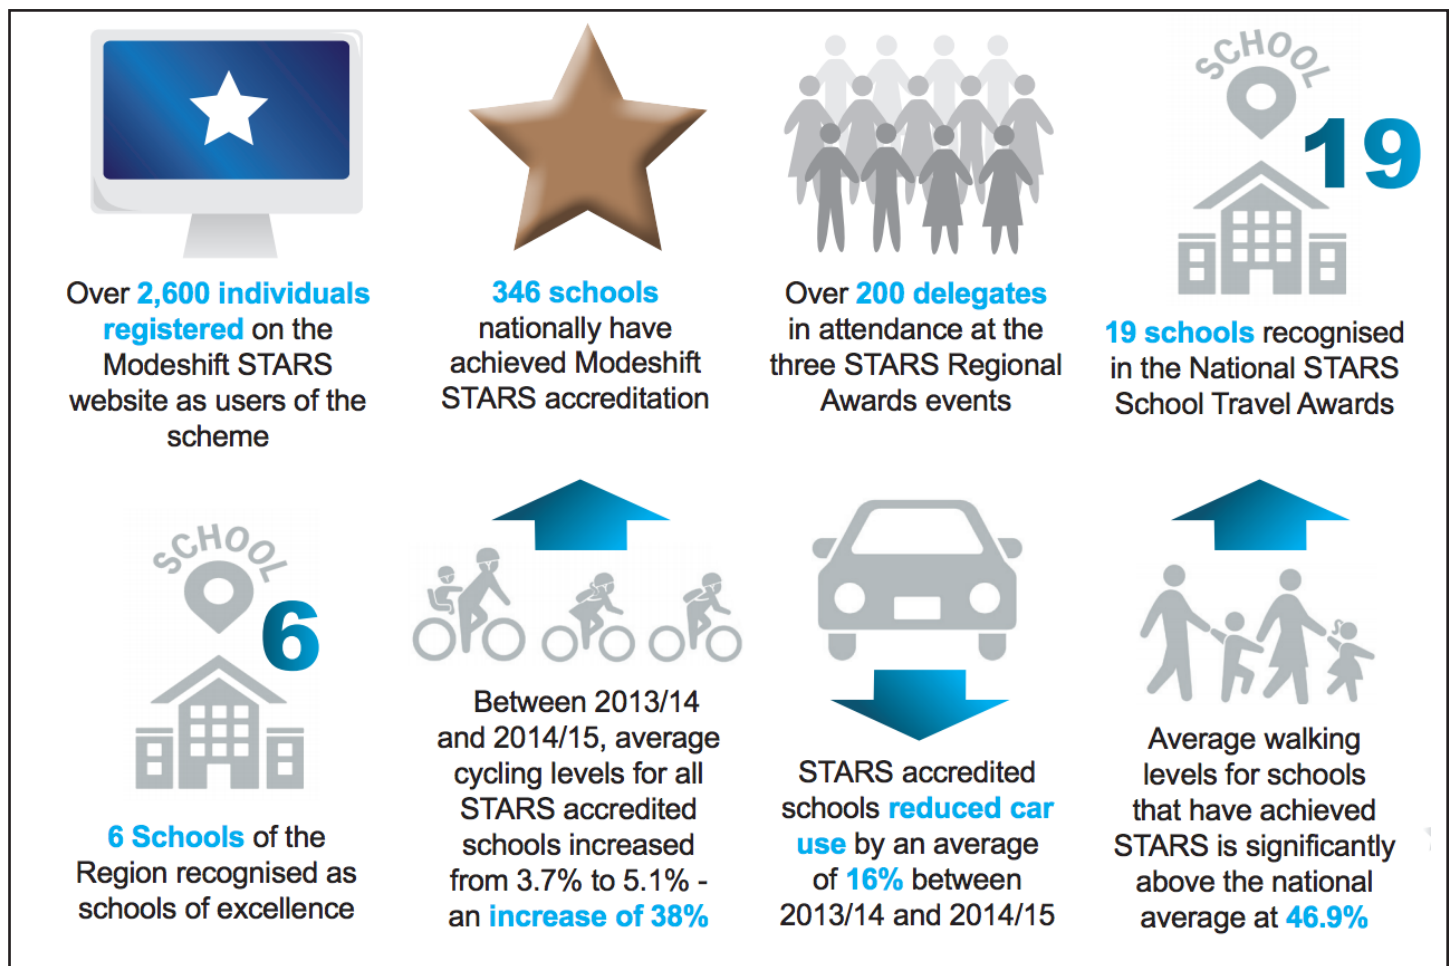 Over 2,600 individuals
registered on the
Modeshift STARS
website as users of the
scheme
346 schools
nationally have
achieved Modeshift
STARS accreditation
Over 200 delegates
in attendance at the
three STARS Regional
Awards events
SCHOOL
19
19 schools recognised
in the National STARS
School Travel Awards
SCHOOL
6
6 Schools of the
Region recognised as
schools of excellence
Between 2013/14
and 2014/15, average
cycling levels for all
STARS accredited
schools increased
from 3.7% to 5.1% -
an increase of 38%
STARS accredited
schools reduced car
use by an average
of 16% between
2013/14 and 2014/15
Average walking
levels for schools
that have achieved
STARS is significantly
above the national
average at 46.9%